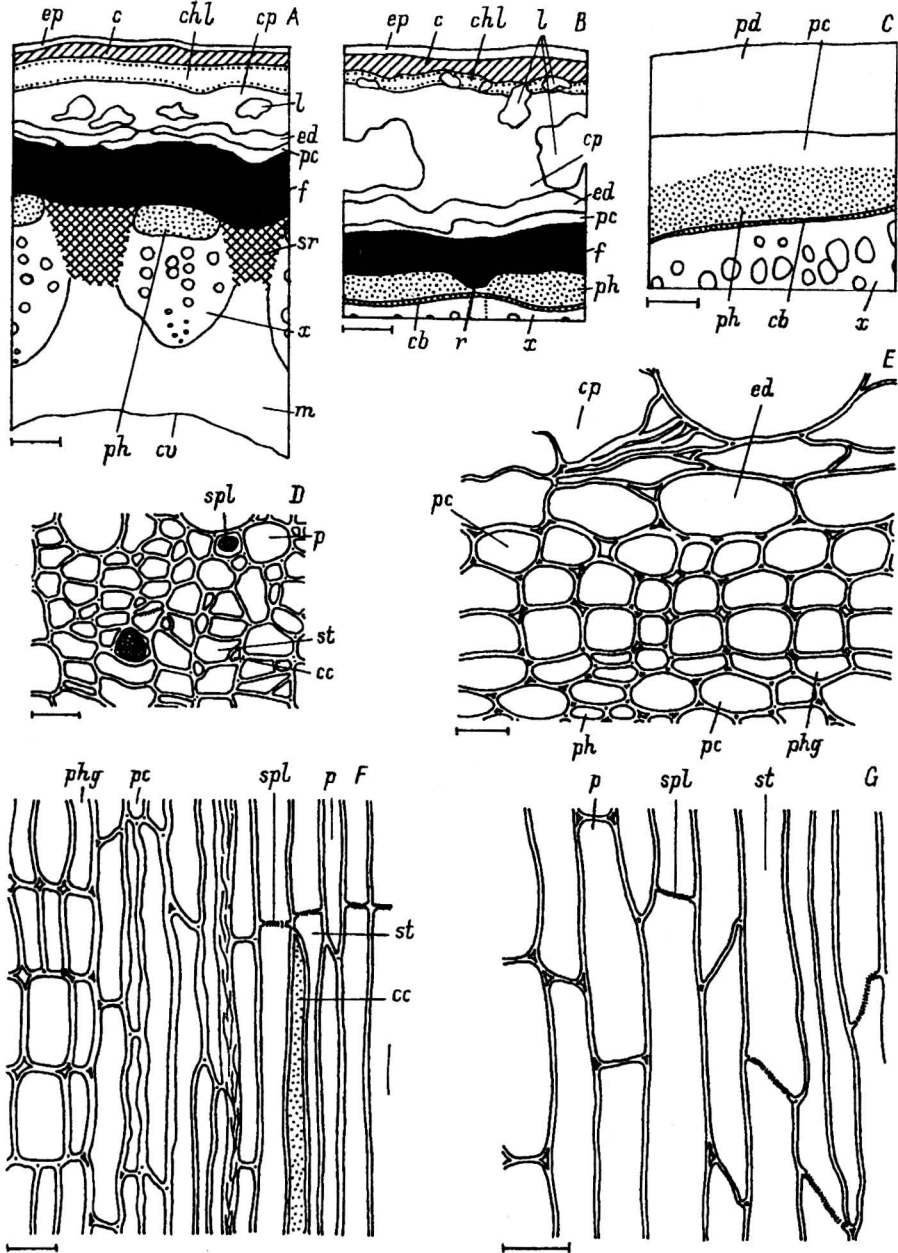 ep c chl cp A
l
ed
pc
f
sr
x
m
ph cv
ep c chl l B
cp
ed
pc
f
ph
cb r x
pd pc C
ph cb x
spl D
p
st
cc
cp ed E
pc
ph pc phg
phg pc spl p F
st
cc
p spl st G